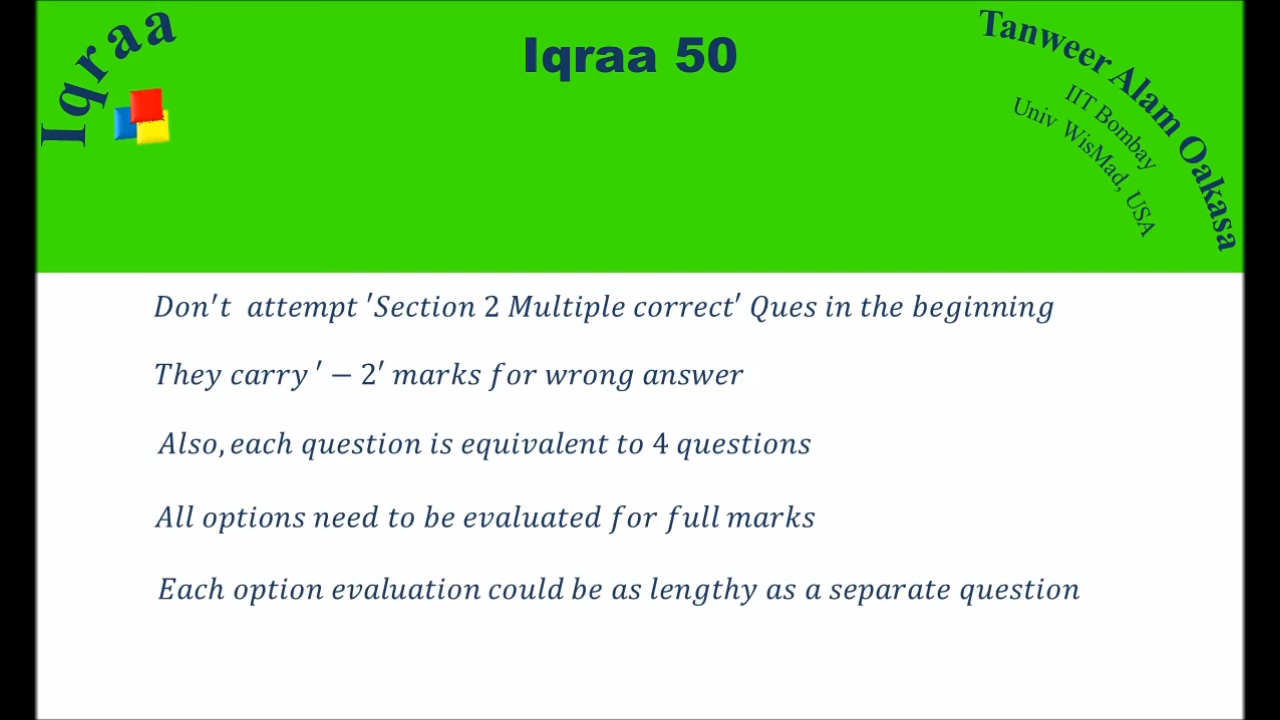 Iqraa
Iqraa 50
Tanweer Alam Oakasa
IIT Bombay
Univ WisMad, USA
Don't attempt 'Section 2 Multiple correct' Ques in the beginning
They carry '−2' marks for wrong answer
Also, each question is equivalent to 4 questions
All options need to be evaluated for full marks
Each option evaluation could be as lengthy as a separate question